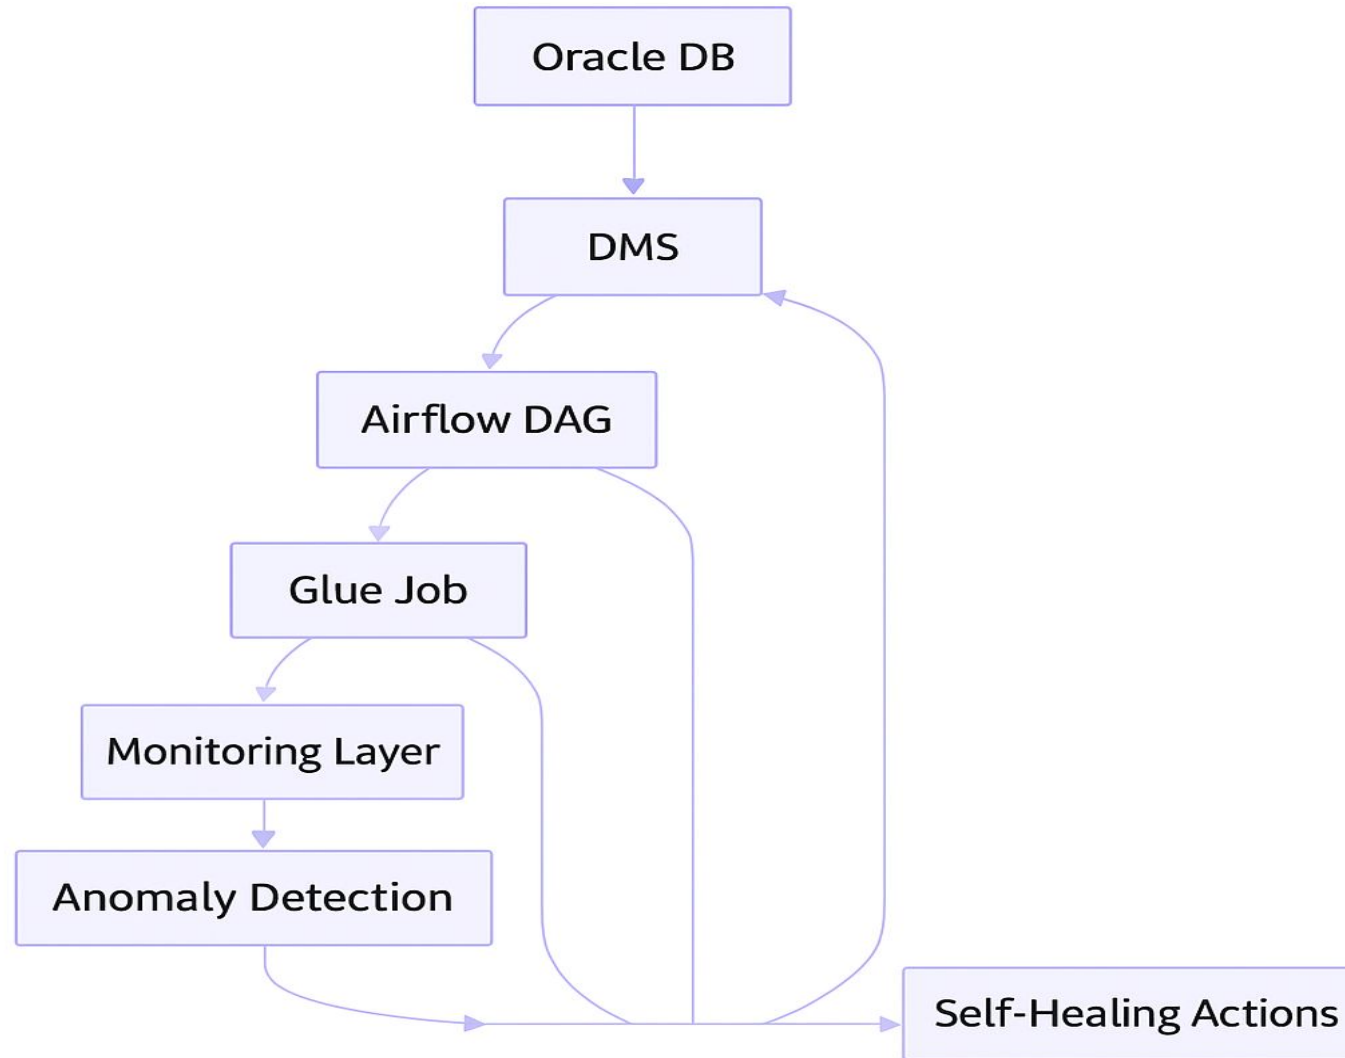 Oracle DB
DMS
Airflow DAG
Glue Job
Monitoring Layer
Anomaly Detection
Self-Healing Actions